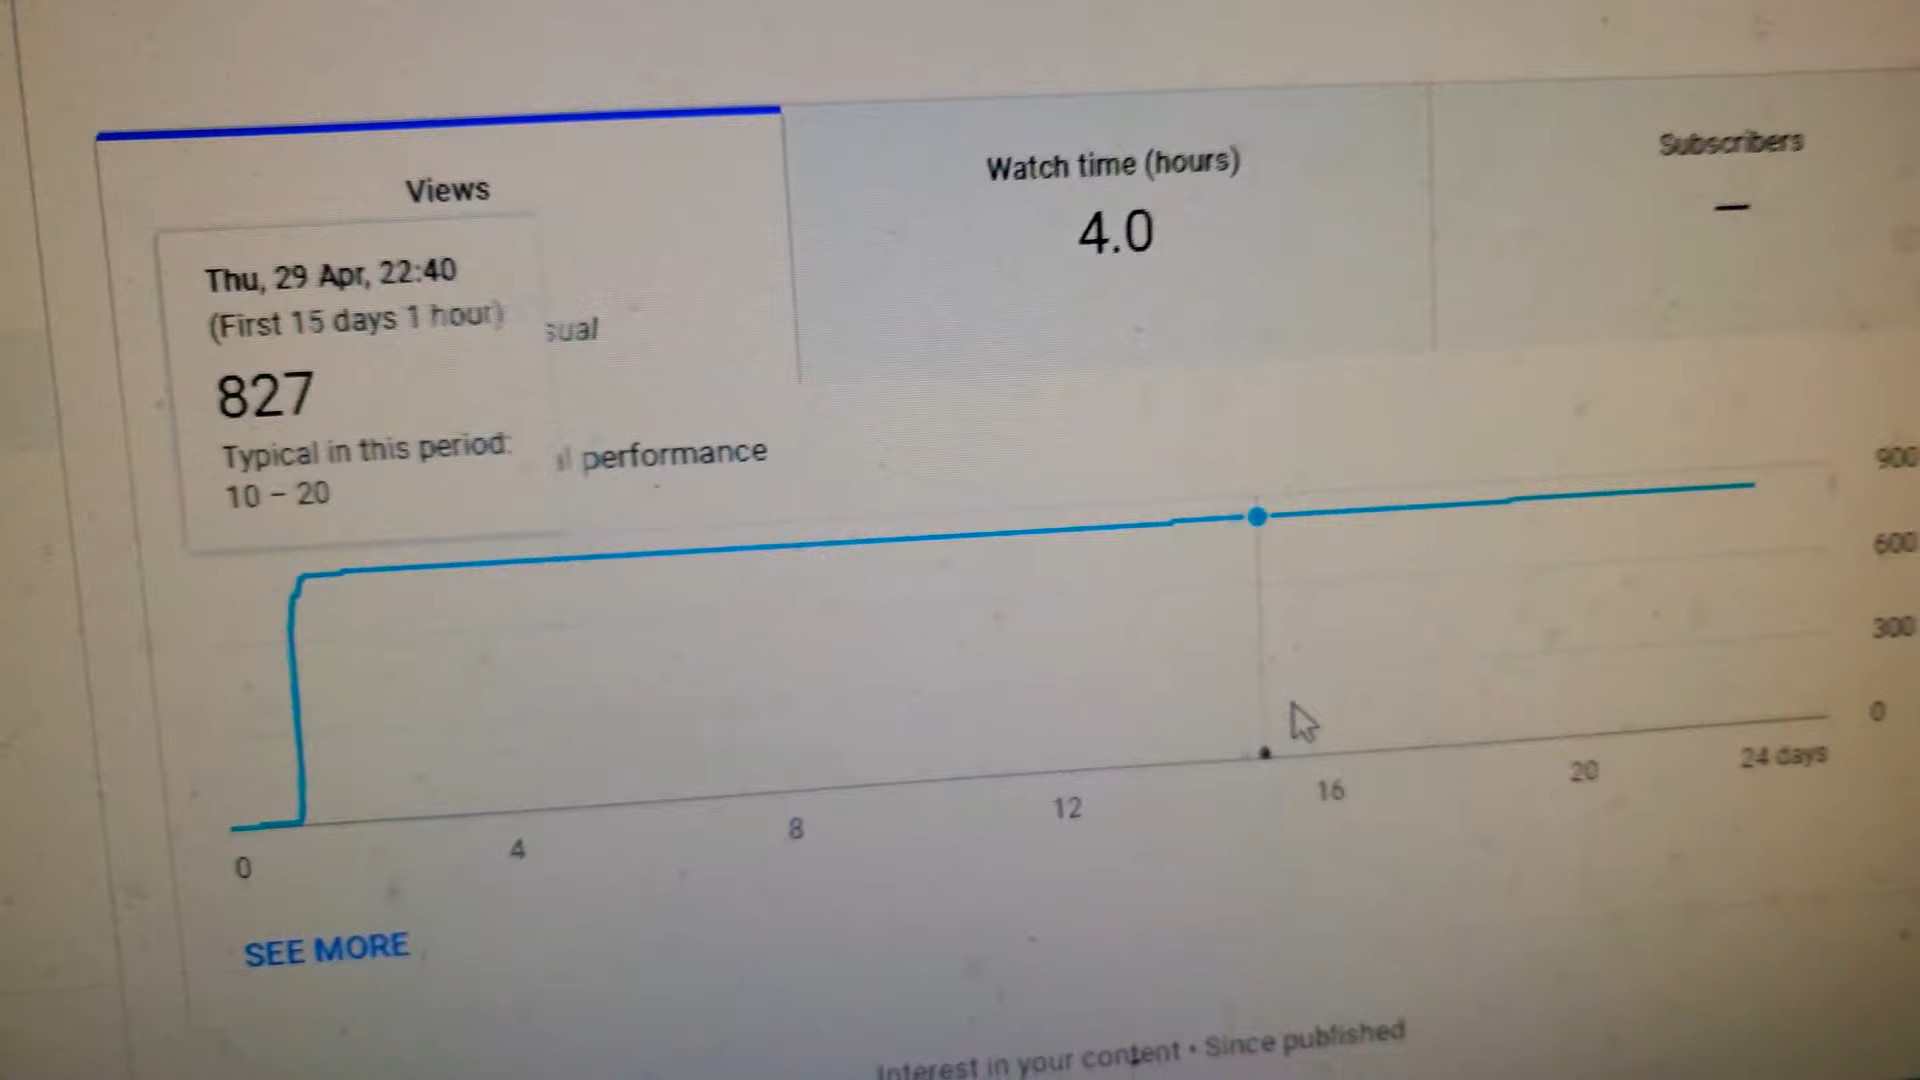 Views
Watch time (hours)
Subscribers
4.0
—
Thu, 29 Apr, 22:40
(First 15 days 1 hour)
sual
827
Typical in this period:
10 – 20
performance
900
600
300
0
0
4
8
12
16
20
24 days
SEE MORE
Interest in your content • Since published